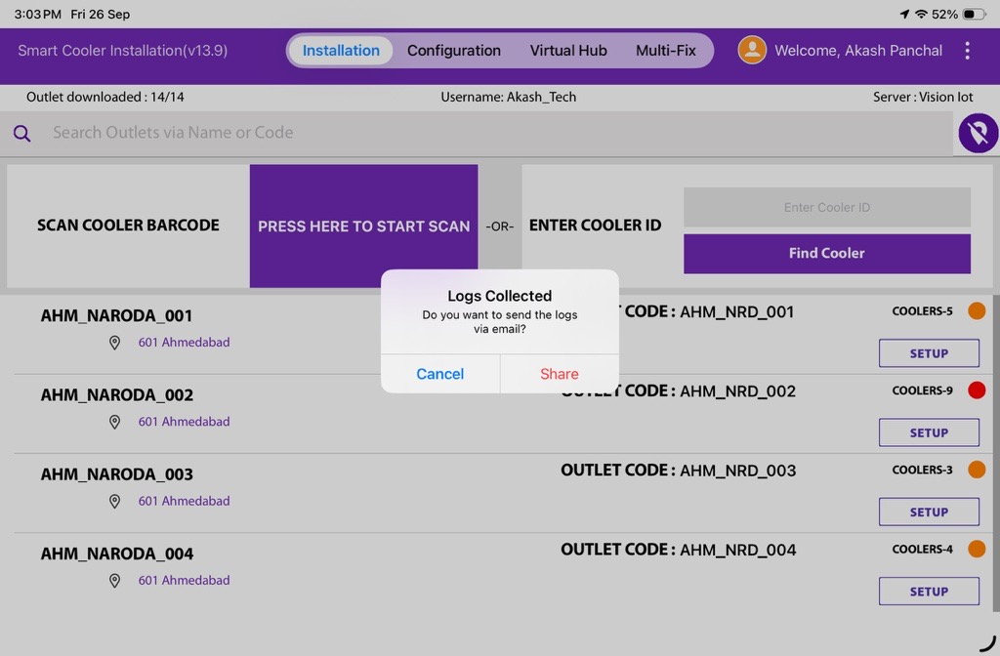 3:03 PM Fri 26 Sep 52%
Smart Cooler Installation(v13.9) Installation Configuration Virtual Hub Multi-Fix Welcome, Akash Panchal
Outlet downloaded : 14/14 Username: Akash_Tech Server : Vision Iot
Search Outlets via Name or Code
SCAN COOLER BARCODE PRESS HERE TO START SCAN -OR- ENTER COOLER ID
Enter Cooler ID
Find Cooler
Logs Collected
Do you want to send the logs
via email?
Cancel Share
AHM_NARODA_001 T CODE : AHM_NRD_001 COOLERS-5
601 Ahmedabad
SETUP
AHM_NARODA_002 OUTLET CODE : AHM_NRD_002 COOLERS-9
601 Ahmedabad
SETUP
AHM_NARODA_003 OUTLET CODE : AHM_NRD_003 COOLERS-3
601 Ahmedabad
SETUP
AHM_NARODA_004 OUTLET CODE : AHM_NRD_004 COOLERS-4
601 Ahmedabad
SETUP